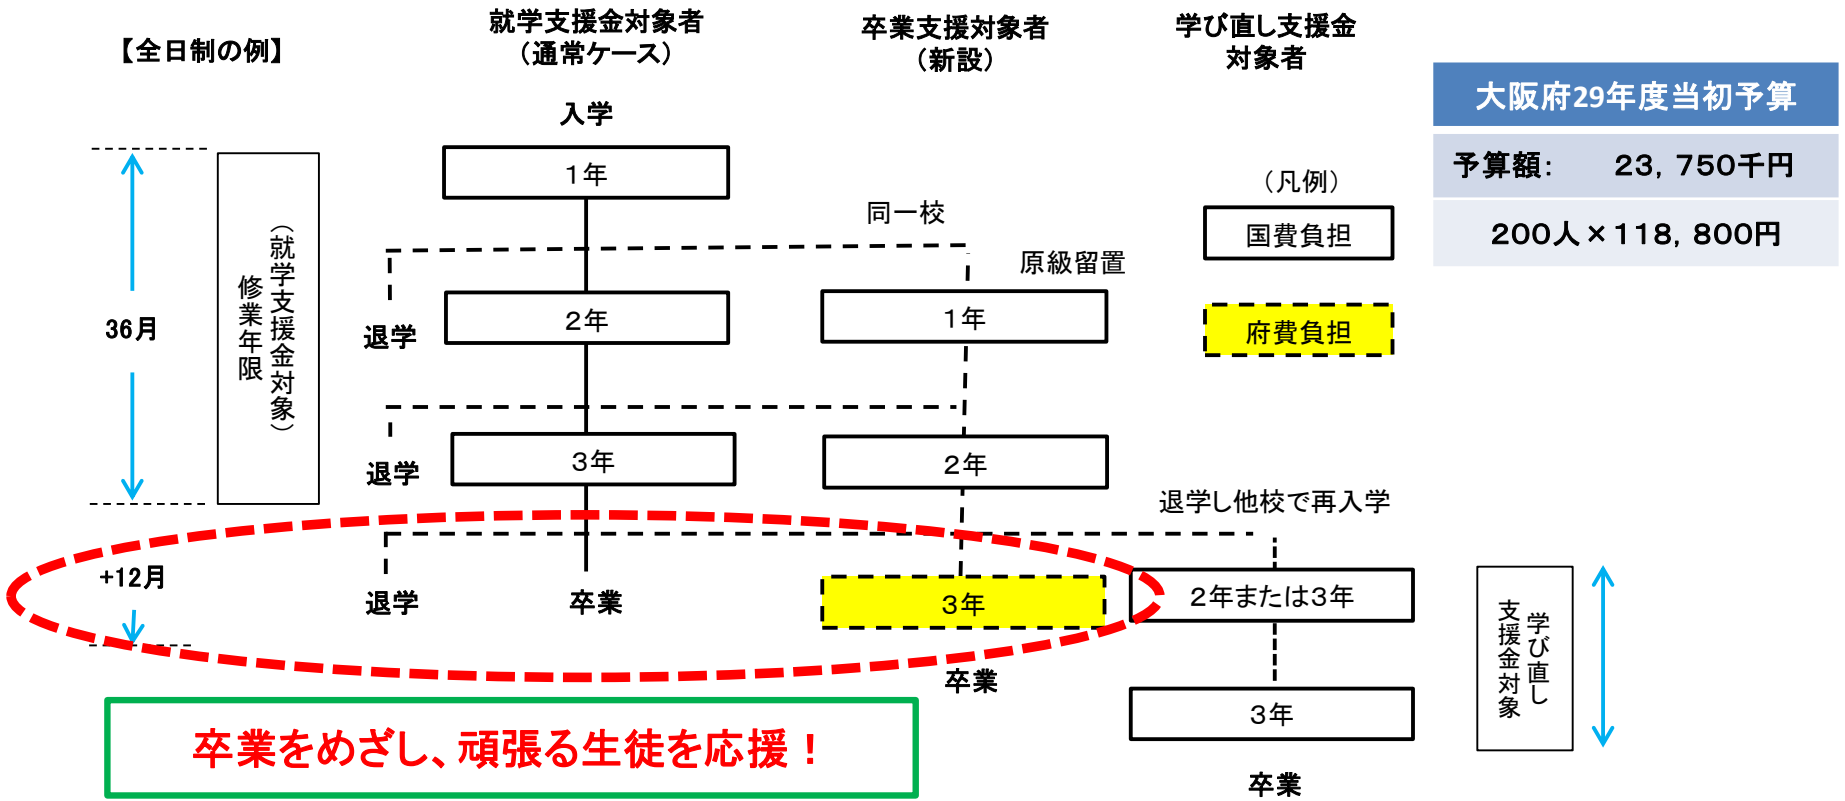 【全日制の例】
就学支援金対象者
（通常ケース）
卒業支援対象者
（新設）
学び直し支援金
対象者
大阪府29年度当初予算
予算額：　23，750千円
200人×118，800円
入学
1年
（凡例）
国費負担
府費負担
同一校
原級留置
36月
修業年限
（就学支援金対象）
退学
2年
1年
退学
3年
2年
退学し他校で再入学
+12月
退学
卒業
3年
2年または3年
学び直し
支援金対象
卒業
3年
卒業
卒業をめざし、頑張る生徒を応援！